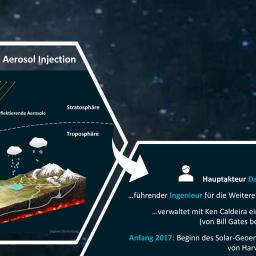 Aerosol Injection
reflektierende Aerosole
Stratosphäre
Troposphäre
Hauptakteur Da
...führender Ingenieur für die Weitere
...verwaltet mit Ken Caldeira ei
(von Bill Gates be
Anfang 2017: Beginn des Solar-Geoen
von Harv